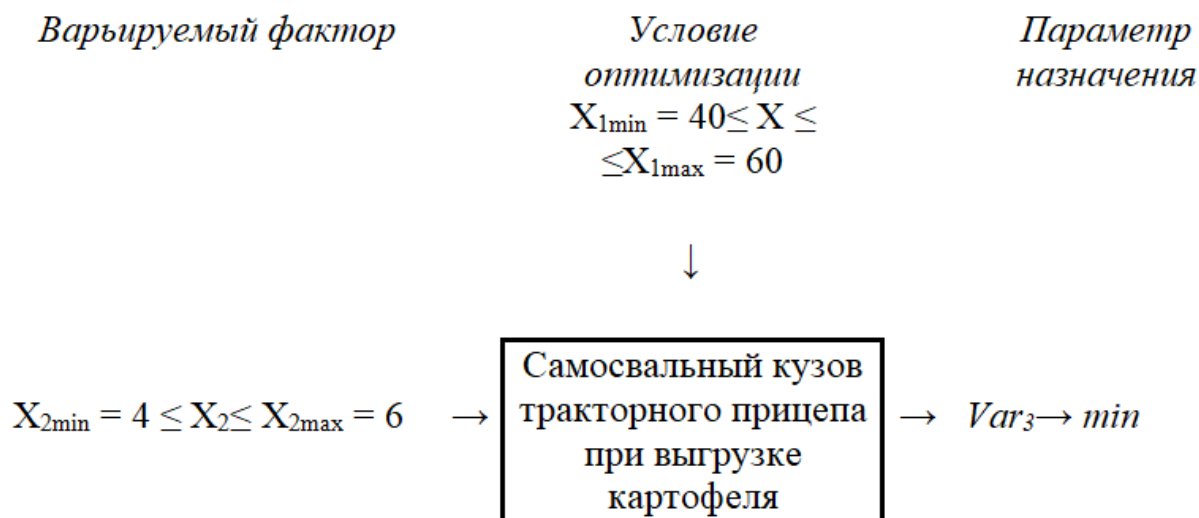 Варьируемый фактор
Условие
оптимизации
Параметр
назначения
X1min = 40≤ X ≤
≤X1max = 60
↓
X2min = 4 ≤ X2≤ X2max = 6 →
Самосвальный кузов
тракторного прицепа
при выгрузке
картофеля
→ Var3→ min